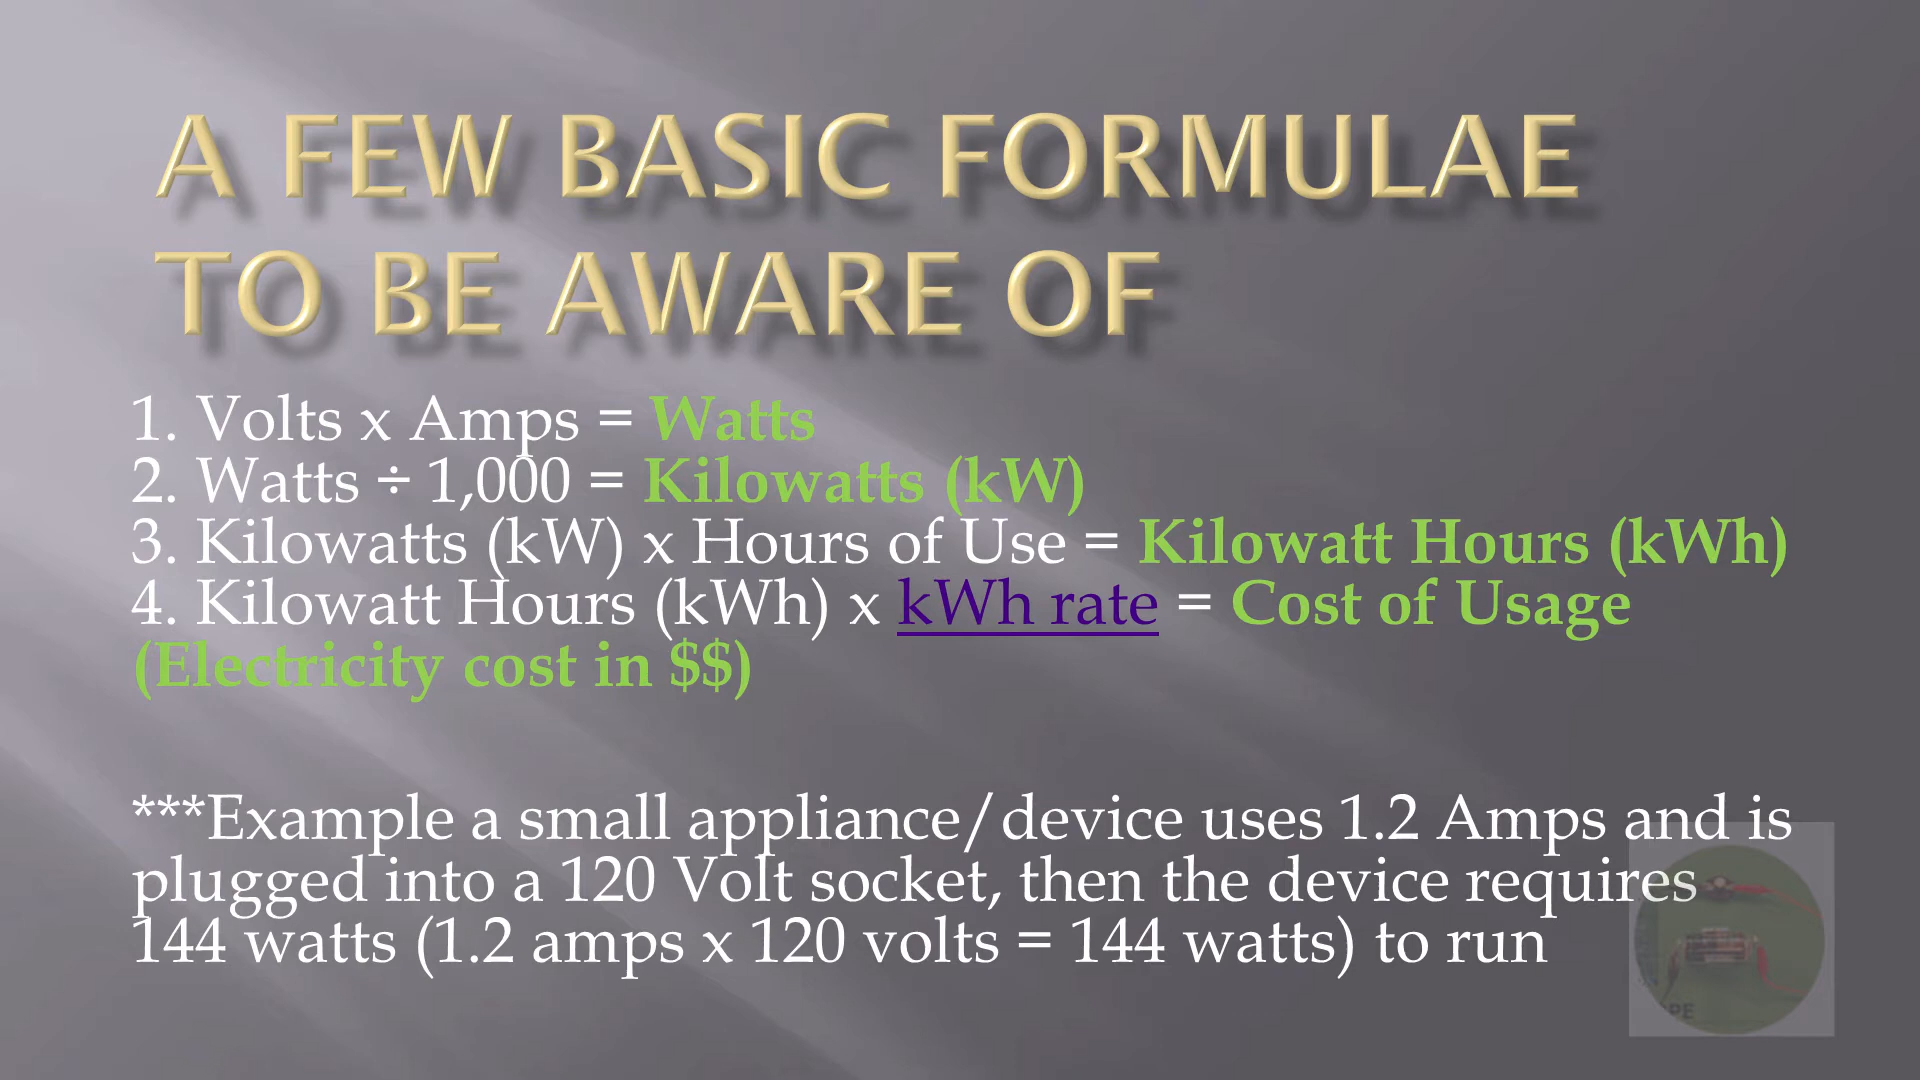 A FEW BASIC FORMULAE
TO BE AWARE OF
1. Volts x Amps = Watts
2. Watts ÷ 1,000 = Kilowatts (kW)
3. Kilowatts (kW) x Hours of Use = Kilowatt Hours (kWh)
4. Kilowatt Hours (kWh) x kWh rate = Cost of Usage
(Electricity cost in $$)
***Example a small appliance/device uses 1.2 Amps and is
plugged into a 120 Volt socket, then the device requires
144 watts (1.2 amps x 120 volts = 144 watts) to run